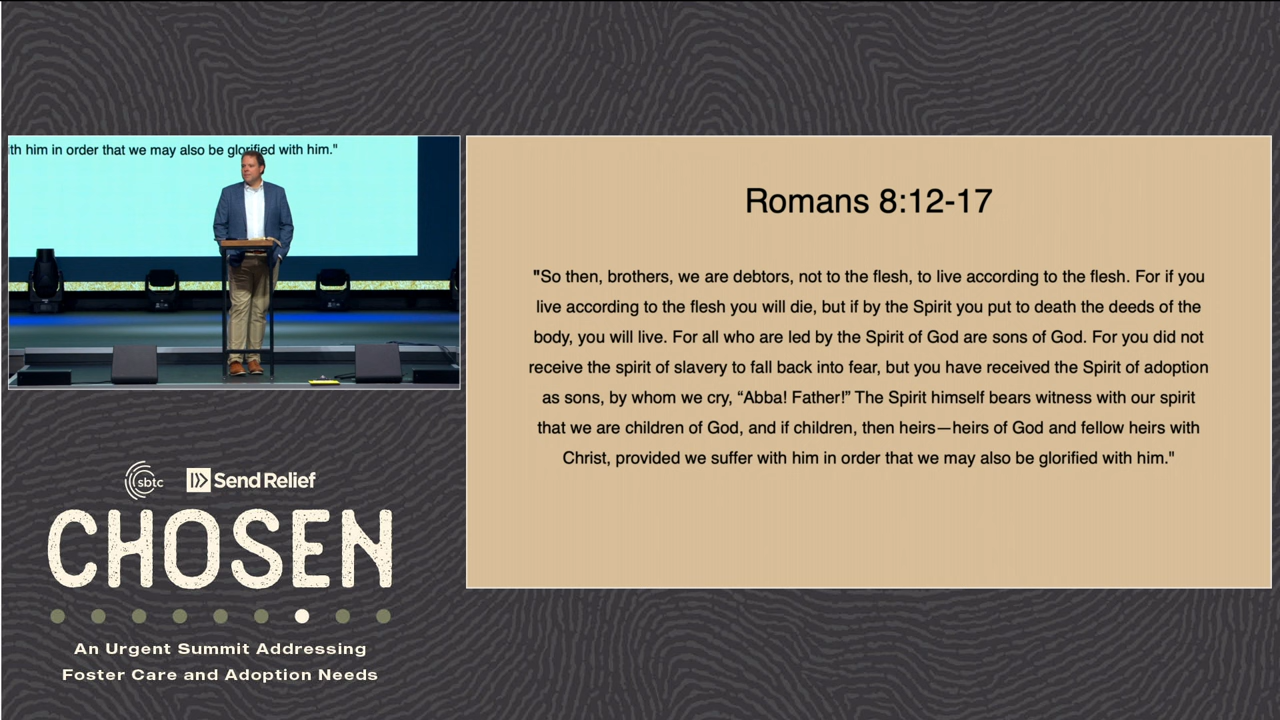 ith him in order that we may also be glorified with him."
Romans 8:12-17
"So then, brothers, we are debtors, not to the flesh, to live according to the flesh. For if you
live according to the flesh you will die, but if by the Spirit you put to death the deeds of the
body, you will live. For all who are led by the Spirit of God are sons of God. For you did not
receive the spirit of slavery to fall back into fear, but you have received the Spirit of adoption
as sons, by whom we cry, “Abba! Father!” The Spirit himself bears witness with our spirit
that we are children of God, and if children, then heirs—heirs of God and fellow heirs with
Christ, provided we suffer with him in order that we may also be glorified with him."
sbtc
Send Relief
CHOSEN
An Urgent Summit Addressing
Foster Care and Adoption Needs